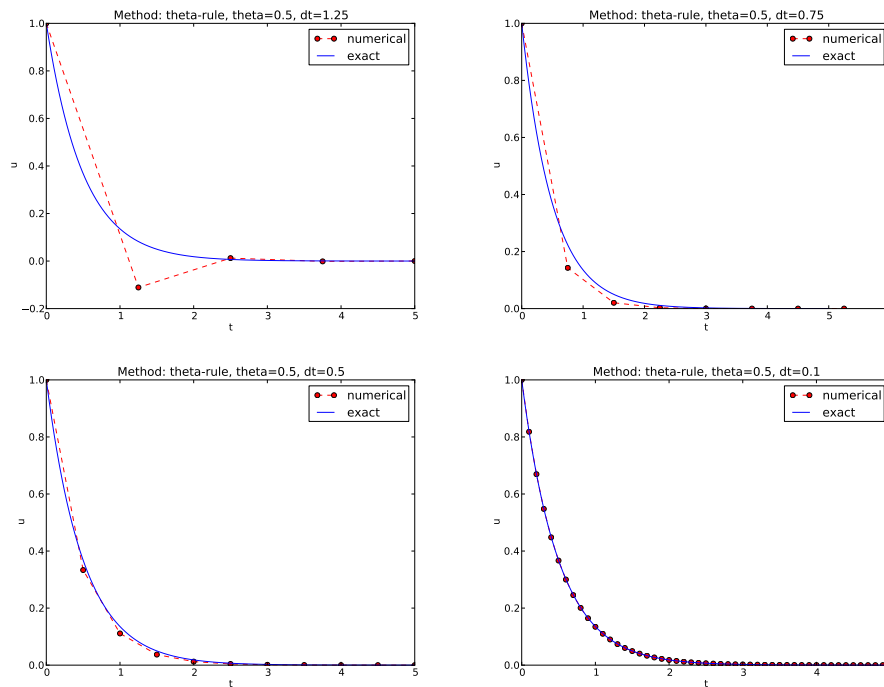 Method: theta-rule, theta=0.5, dt=1.25
numerical
exact
1.0
0.8
0.6
0.4
0.2
0.0
−0.2
u
0 1 2 3 4 5
t
Method: theta-rule, theta=0.5, dt=0.75
numerical
exact
1.0
0.8
0.6
0.4
0.2
0.0
u
0 1 2 3 4 5
t
Method: theta-rule, theta=0.5, dt=0.5
numerical
exact
1.0
0.8
0.6
0.4
0.2
0.0
u
0 1 2 3 4 5
t
Method: theta-rule, theta=0.5, dt=0.1
numerical
exact
1.0
0.8
0.6
0.4
0.2
0.0
u
0 1 2 3 4
t